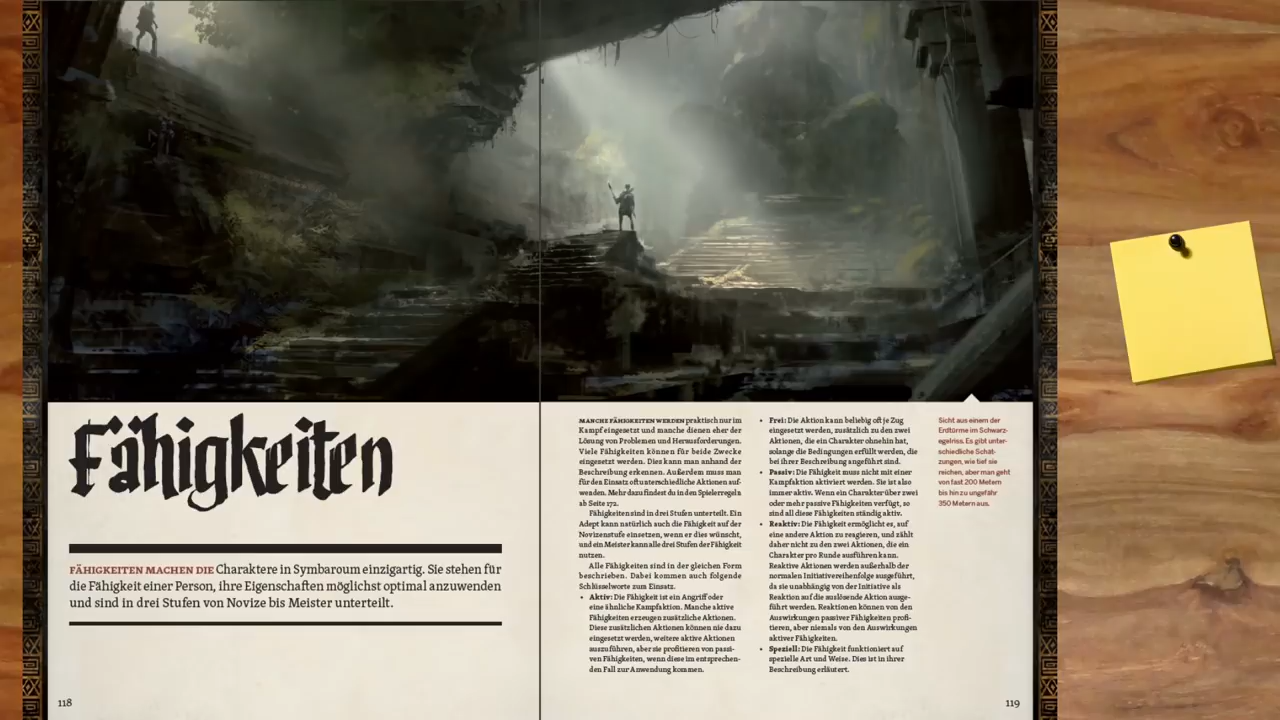 Fähigkeiten
FÄHIGKEITEN MACHEN DIE Charaktere in Symbaroum einzigartig. Sie stehen für
die Fähigkeit einer Person, ihre Eigenschaften möglichst optimal anzuwenden
und sind in drei Stufen von Novize bis Meister unterteilt.
118
MANCHE FÄHIGKEITEN WERDEN praktisch nur im
Kampf eingesetzt und manche dienen eher der
Lösung von Problemen und Herausforderungen.
Viele Fähigkeiten können für beide Zwecke
eingesetzt werden. Dies kann man anhand der
Beschreibung erkennen. Außerdem muss man
für den Einsatz oft unterschiedliche Aktionen auf-
wenden. Mehr dazu findest du in den Spielerregeln
ab Seite 172.
Fähigkeiten sind in drei Stufen unterteilt. Ein
Adept kann natürlich auch die Fähigkeit auf der
Novizenstufe einsetzen, wenn er dies wünscht,
und ein Meister kann alle drei Stufen der Fähigkeit
nutzen.
Alle Fähigkeiten sind in der gleichen Form
beschrieben. Dabei kommen auch folgende
Schlüsselworte zum Einsatz.
• Aktiv: Die Fähigkeit ist ein Angriff oder
eine ähnliche Kampfaktion. Manche aktive
Fähigkeiten erzeugen zusätzliche Aktionen.
Diese zusätzlichen Aktionen können nie dazu
eingesetzt werden, weitere aktive Aktionen
auszuführen, aber sie profitieren von passi-
ven Fähigkeiten, wenn diese im entsprechen-
den Fall zur Anwendung kommen.
• Frei: Die Aktion kann beliebig oft je Zug
eingesetzt werden, zusätzlich zu den zwei
Aktionen, die ein Charakter ohnehin hat,
solange die Bedingungen erfüllt werden, die
bei ihrer Beschreibung angeführt sind.
• Passiv: Die Fähigkeit muss nicht mit einer
Kampfaktion aktiviert werden. Sie ist also
immer aktiv. Wenn ein Charakter über zwei
oder mehr passive Fähigkeiten verfügt, so
sind all diese Fähigkeiten ständig aktiv.
• Reaktiv: Die Fähigkeit ermöglicht es, auf
eine andere Aktion zu reagieren, und zählt
daher nicht zu den zwei Aktionen, die ein
Charakter pro Runde ausführen kann.
Reaktive Aktionen werden außerhalb der
normalen Initiativereihenfolge ausgeführt,
da sie unabhängig von der Initiative als
Reaktion auf die auslösende Aktion ausge-
führt werden. Reaktionen können von den
Auswirkungen passiver Fähigkeiten profi-
tieren, aber niemals von den Auswirkungen
aktiver Fähigkeiten.
• Speziell: Die Fähigkeit funktioniert auf
spezielle Art und Weise. Dies ist in ihrer
Beschreibung erläutert.
Sicht aus einem der
Erdtürme im Schwarz-
egelriss. Es gibt unter-
schiedliche Schät-
zungen, wie tief sie
reichen, aber man geht
von fast 200 Metern
bis hin zu ungefähr
350 Metern aus.
119